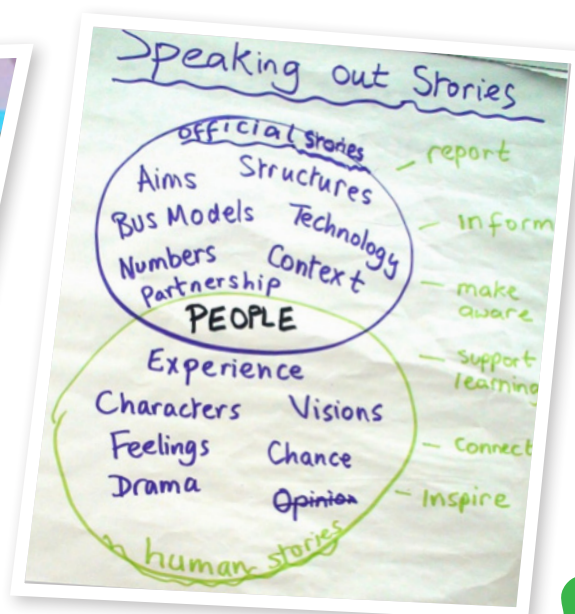 Speaking out Stories
official stories
Aims Structures
Bus Models Technology
Numbers Context
Partnership
PEOPLE
Experience
Characters Visions
Feelings Chance
Drama Opinion
human stories
report
Inform
make
aware
support
learning
Connect
Inspire